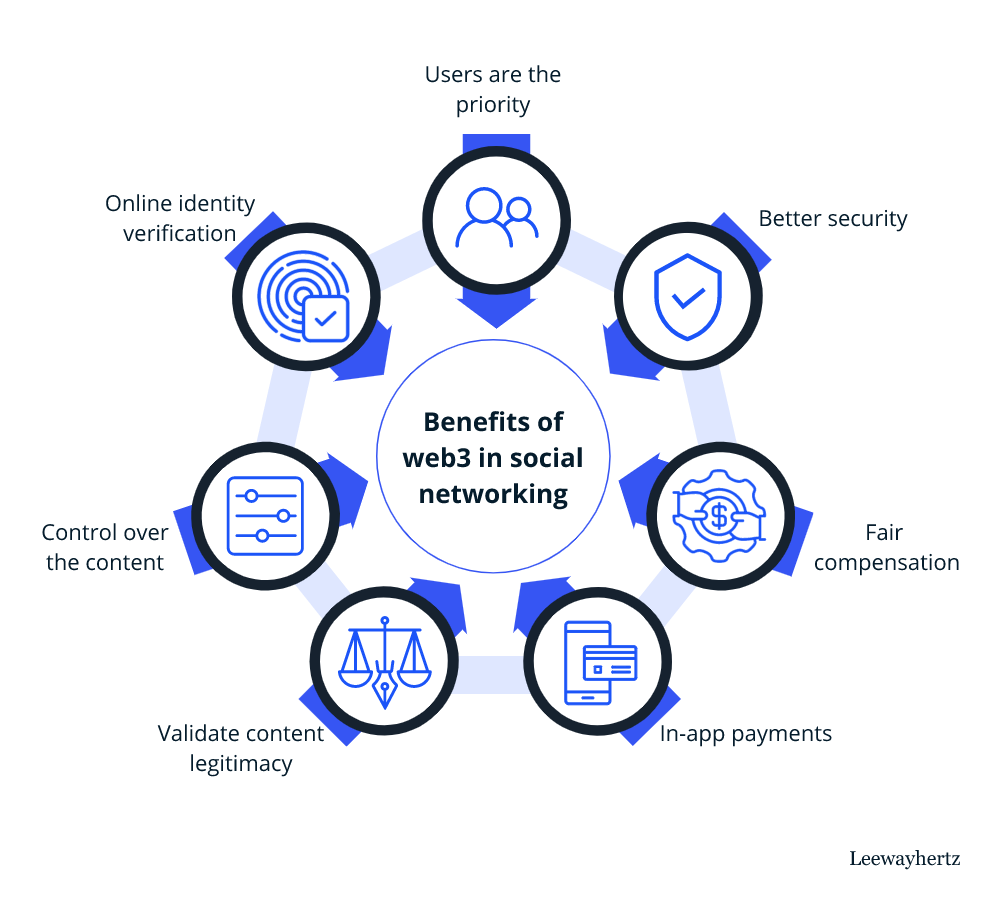 Users are the
priority
Online identity
verification
Better security
Benefits of
web3 in social
networking
Control over
the content
Fair
compensation
$
Validate content
legitimacy
In-app payments
Leewayhertz